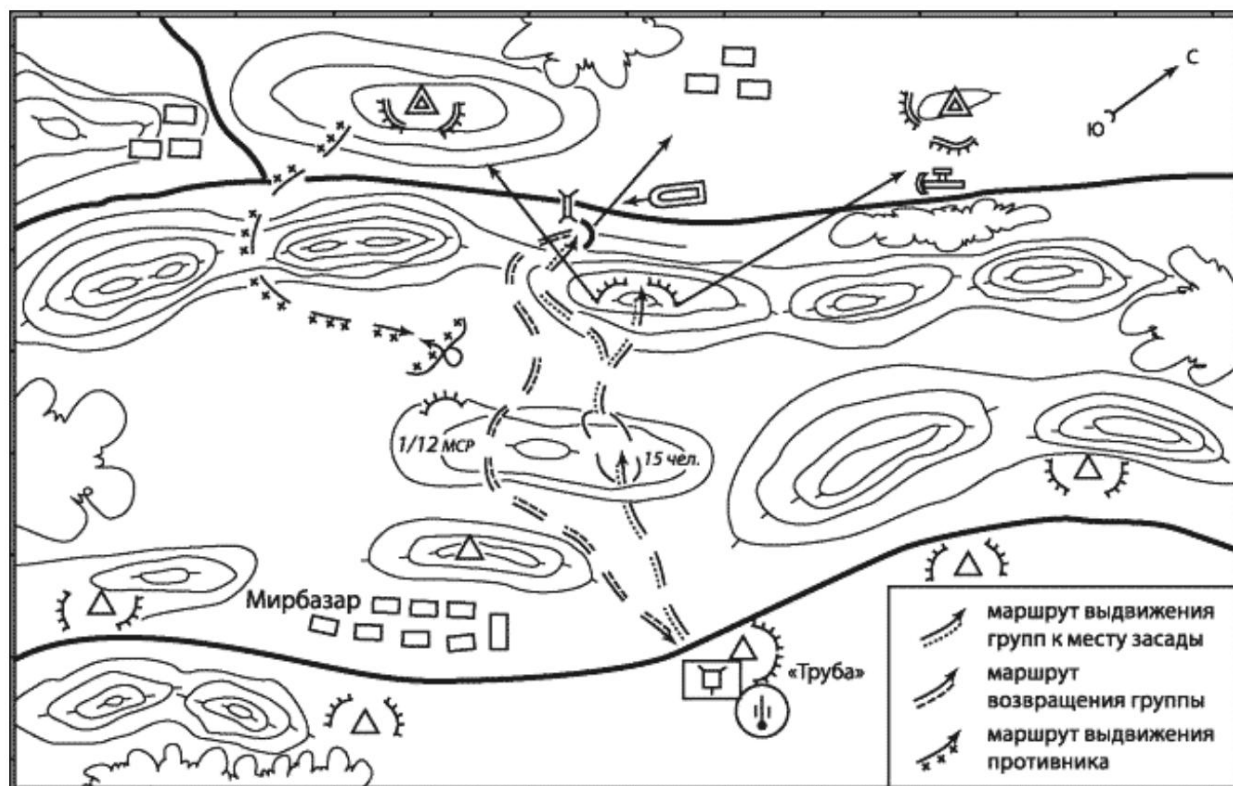 С
Ю
1/12 МСР
15 чел.
Мирбазар
«Труба»
маршрут выдвижения
групп к месту засады
маршрут
возвращения группы
маршрут выдвижения
противника